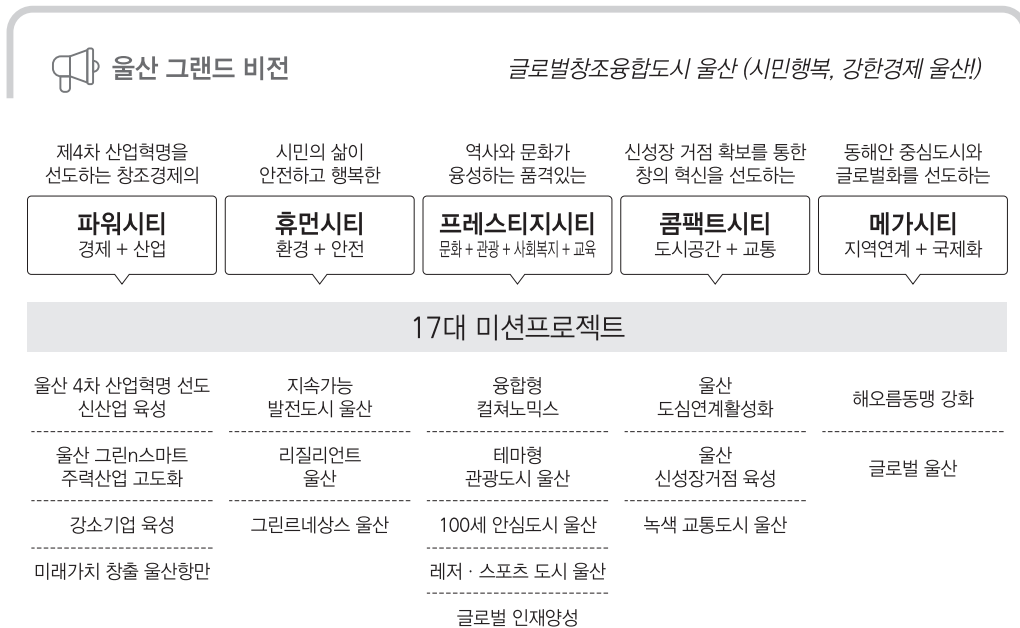 울산 그랜드 비전
글로벌창조융합도시 울산 (시민행복, 강한경제 울산!)
제4차 산업혁명을
선도하는 창조경제의
파워시티
경제 + 산업
시민의 삶이
안전하고 행복한
휴먼시티
환경 + 안전
역사와 문화가
융성하는 품격있는
프레스티지시티
문화 + 관광 + 사회복지 + 교육
신성장 거점 확보를 통한
창의 혁신을 선도하는
콤팩트시티
도시공간 + 교통
동해안 중심도시와
글로벌화를 선도하는
메가시티
지역연계 + 국제화
17대 미션프로젝트
울산 4차 산업혁명 선도
신산업 육성
울산 그린n스마트
주력산업 고도화
강소기업 육성
미래가치 창출 울산항만
지속가능
발전도시 울산
리질리언트
울산
그린르네상스 울산
융합형
컬쳐노믹스
테마형
관광도시 울산
100세 안심도시 울산
레저 · 스포츠 도시 울산
글로벌 인재양성
울산
도심연계활성화
울산
신성장거점 육성
녹색 교통도시 울산
해오름동맹 강화
글로벌 울산